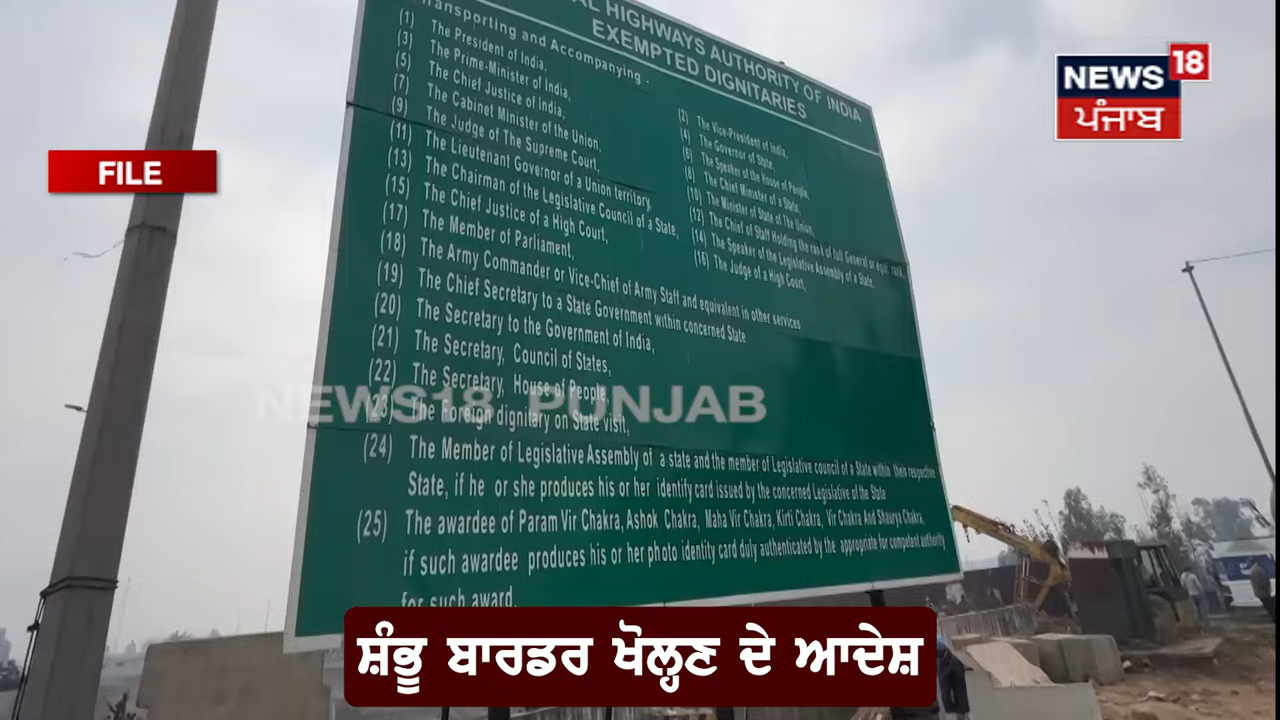 AL HIGHWAYS AUTHORITY OF INDIA
EXEMPTED DIGNITARIES
Transporting and Accompanying -
(1) The President of India,
(2) The Vice-President of India,
(3) The Prime-Minister of India,
(4) The Governor of State,
(5) The Chief Justice of India,
(6) The Speaker of the House of People,
(7) The Cabinet Minister of the Union,
(8) The Chief Minister of a State,
(9) The Judge of The Supreme Court,
(10) The Minister of State of The Union,
(11) The Lieutenant Governor of a Union territory,
(12) The Chief of Staff Holding the rank of full General or equi. rank,
(13) The Chairman of the Legislative Council of a State,
(14) The Speaker of the Legislative Assembly of a State,
(15) The Chief Justice of a High Court,
(16) The Judge of a High Court,
(17) The Member of Parliament,
(18) The Army Commander or Vice-Chief of Army Staff and equivalent in other services
(19) The Chief Secretary to a State Government within concerned State
(20) The Secretary to the Government of India,
(21) The Secretary, Council of States,
(22) The Secretary, House of People,
(23) The Foreign dignitary on State visit,
(24) The Member of Legislative Assembly of a state and the member of Legislative council of a State within theis respective
State, if he or she produces his or her identify card issued by the concerned Legislative of the State
(25) The awardee of Param Vir Chakra, Ashok Chakra, Maha Vir Chakra, Kirti Chakra, Vir Chakra And Shaurya Chakra,
if such awardee produces his or her photo identity card duly authenticated by the appropriate for competent authority
for such award.
FILE
NEWS 18
ਪੰਜਾਬ
NEWS18 PUNJAB
ਸ਼ੰਭੂ ਬਾਰਡਰ ਖੋਲ੍ਹਣ ਦੇ ਆਦੇਸ਼